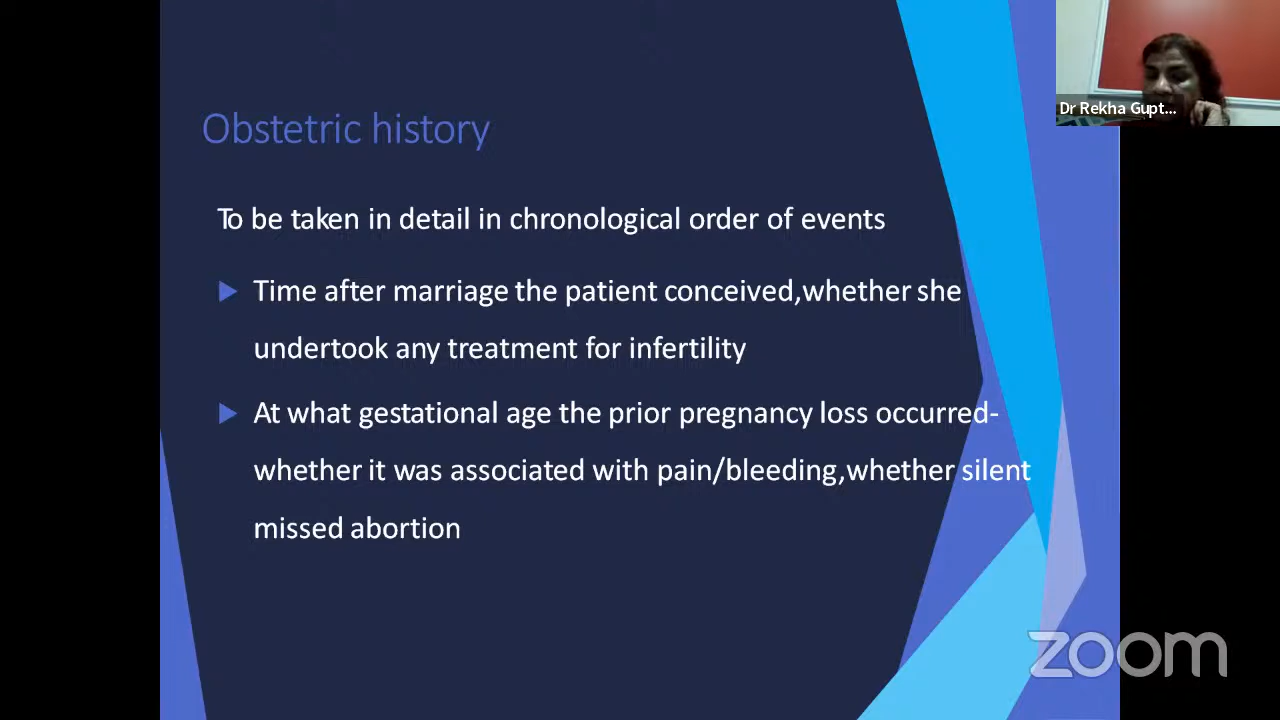 Dr Rekha Gupt...
Obstetric history
To be taken in detail in chronological order of events
Time after marriage the patient conceived,whether she
undertook any treatment for infertility
At what gestational age the prior pregnancy loss occurred-
whether it was associated with pain/bleeding,whether silent
missed abortion
zoom